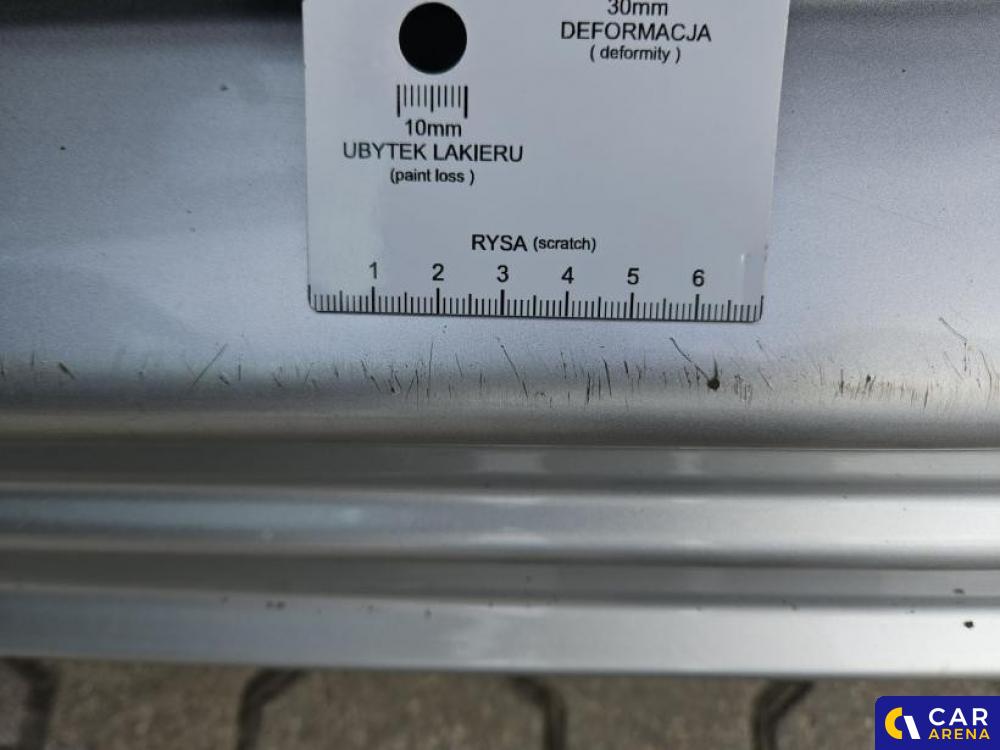 30mm
DEFORMACJA
( deformity )
10mm
UBYTEK LAKIERU
(paint loss )
RYSA (scratch)
1 2 3 4 5 6
CAR
ARENA